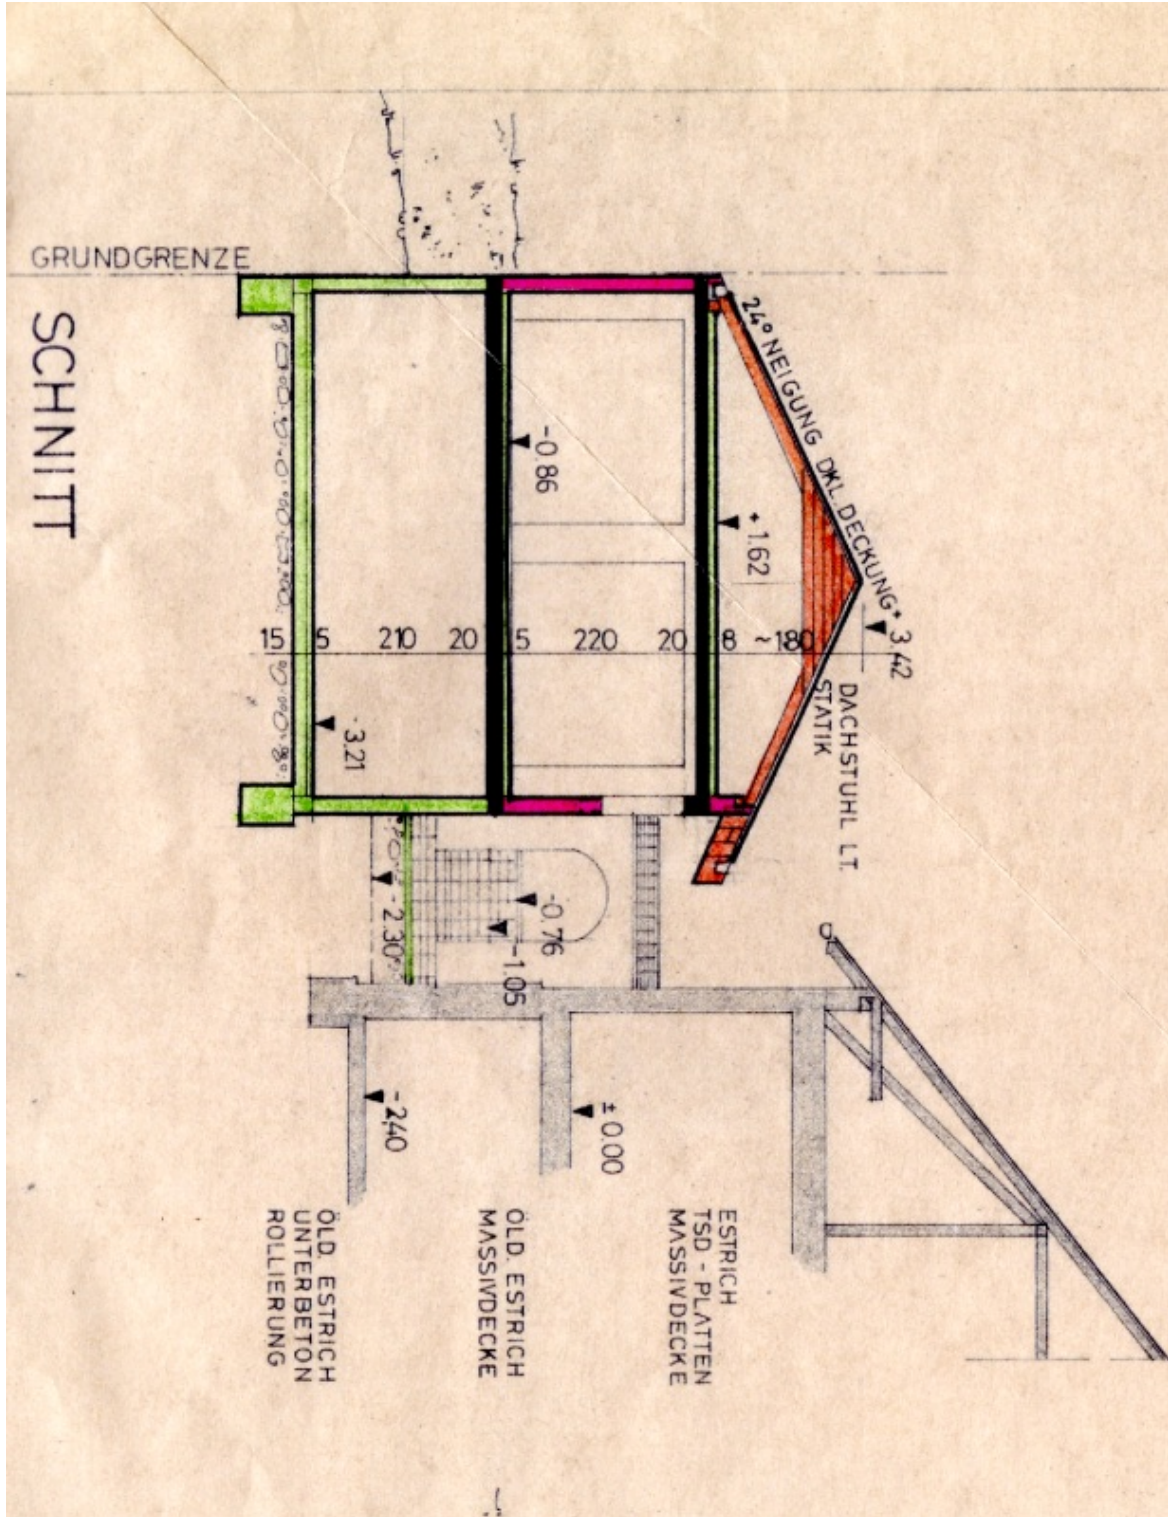 GRUNDGRENZE
SCHNITT
24° NEIGUNG DKL. DECKUNG
+ 3.42
DACHSTUHL LT.
STATIK
-0.86
+ 1.62
15 5 210 20 5 220 20 8 ~180
3.21
-2.30
-0.76
-1.05
-2.40
± 0.00
ESTRICH
TSD - PLATTEN
MASSIVDECKE
ÖLD. ESTRICH
MASSIVDECKE
ÖLD. ESTRICH
UNTERBETON
ROLLIERUNG